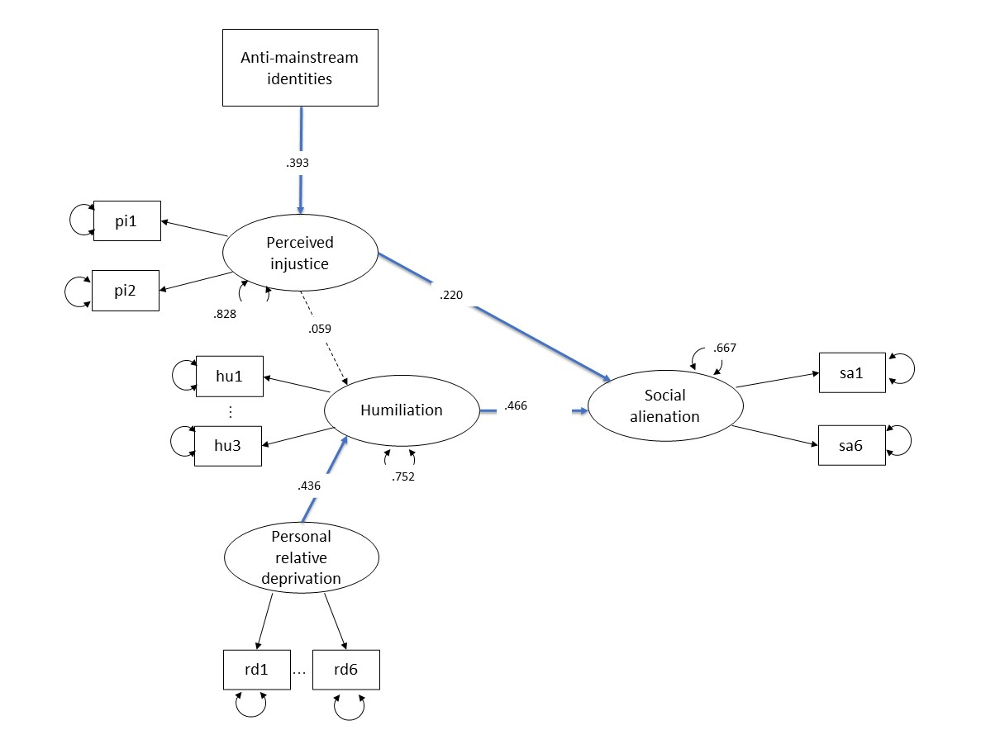 Anti-mainstream
identities
.393
pi1
Perceived
injustice
pi2
.220
.828
.059
.667
hu1
sa1
⋮
Humiliation
.466
Social
alienation
hu3
sa6
.752
.436
Personal
relative
deprivation
rd1 ... rd6